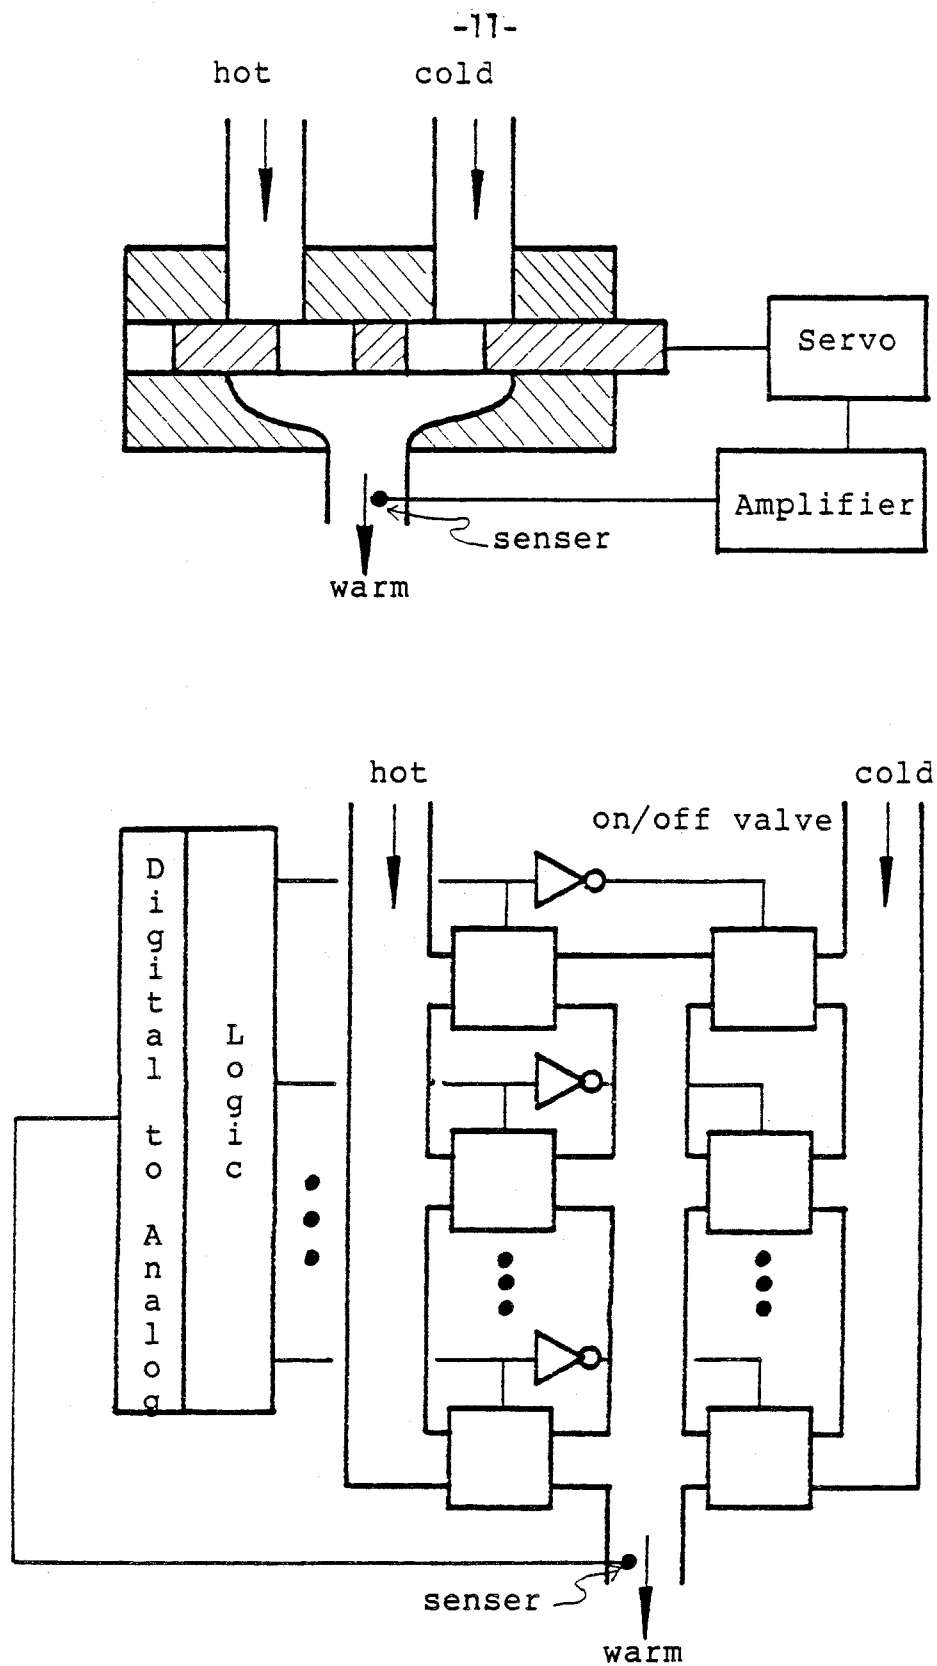 -11-
hot
cold
Servo
Amplifier
senser
warm
hot
cold
on/off valve
Digital to Analog
Logic
senser
warm